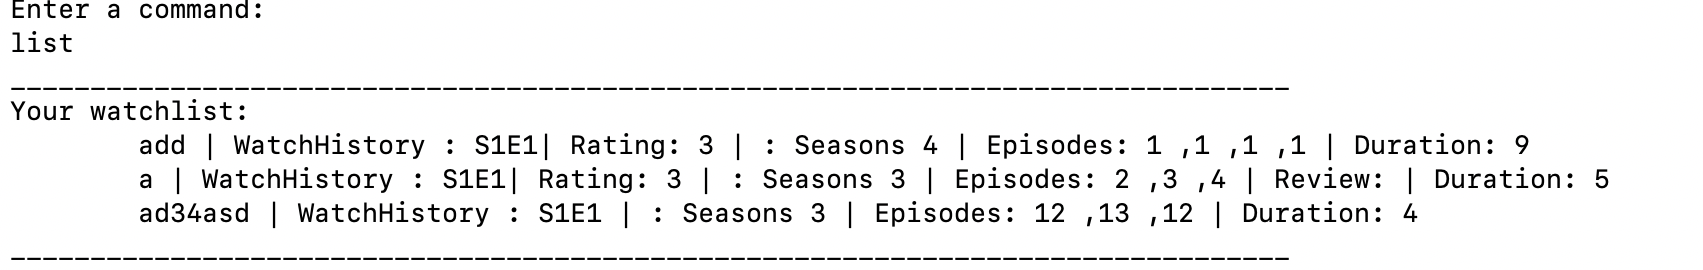 Enter a command:
list
________________________________________________________________________________
Your watchlist:
add | WatchHistory : S1E1| Rating: 3 | : Seasons 4 | Episodes: 1 ,1 ,1 ,1 | Duration: 9
a | WatchHistory : S1E1| Rating: 3 | : Seasons 3 | Episodes: 2 ,3 ,4 | Review: | Duration: 5
ad34asd | WatchHistory : S1E1 | : Seasons 3 | Episodes: 12 ,13 ,12 | Duration: 4
________________________________________________________________________________